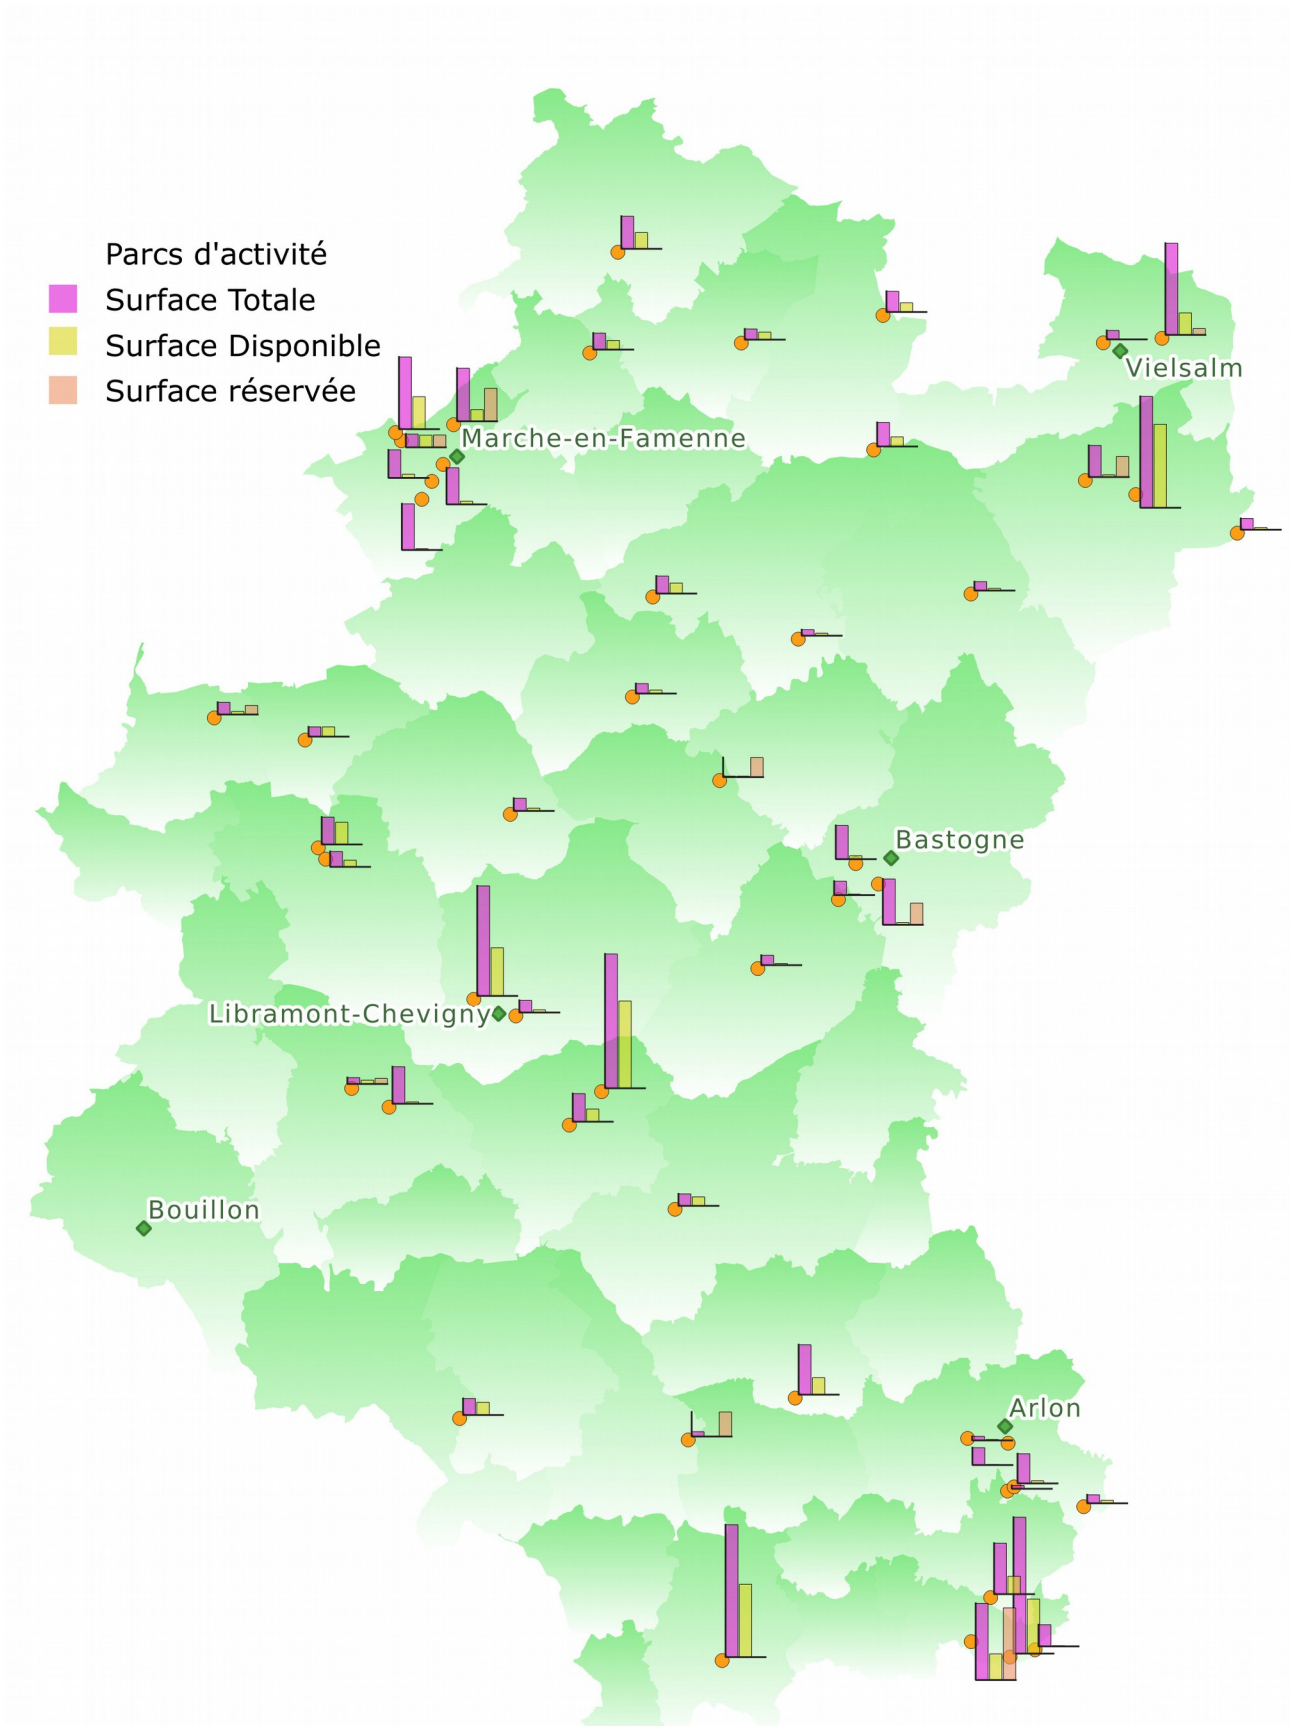 Parcs d'activité
Surface Totale
Surface Disponible
Surface réservée
Vielsalm
Marche-en-Famenne
Bastogne
Libramont-Chevigny
Bouillon
Arlon